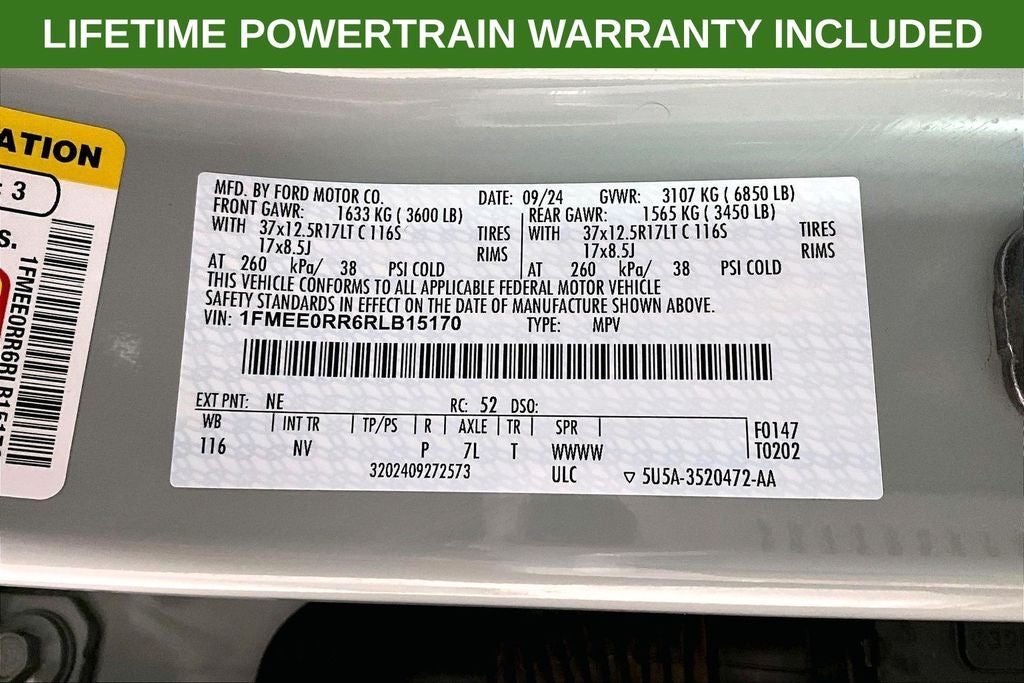 LIFETIME POWERTRAIN WARRANTY INCLUDED
ATION
: 3
S.
1FMEE0RR6RLB1517
MFD. BY FORD MOTOR CO. DATE: 09/24 GVWR: 3107 KG ( 6850 LB)
FRONT GAWR: 1633 KG ( 3600 LB) REAR GAWR: 1565 KG ( 3450 LB)
WITH 37x12.5R17LT C 116S TIRES WITH 37x12.5R17LT C 116S TIRES
17x8.5J RIMS 17x8.5J RIMS
AT 260 kPa/ 38 PSI COLD AT 260 kPa/ 38 PSI COLD
THIS VEHICLE CONFORMS TO ALL APPLICABLE FEDERAL MOTOR VEHICLE
SAFETY STANDARDS IN EFFECT ON THE DATE OF MANUFACTURE SHOWN ABOVE.
VIN: 1FMEE0RR6RLB15170 TYPE: MPV
EXT PNT: NE RC: 52 DSO:
WB INT TR TP/PS R AXLE TR SPR F0147
116 NV P 7L T WWWW T0202
3202409272573 ULC ▽ 5U5A-3520472-AA